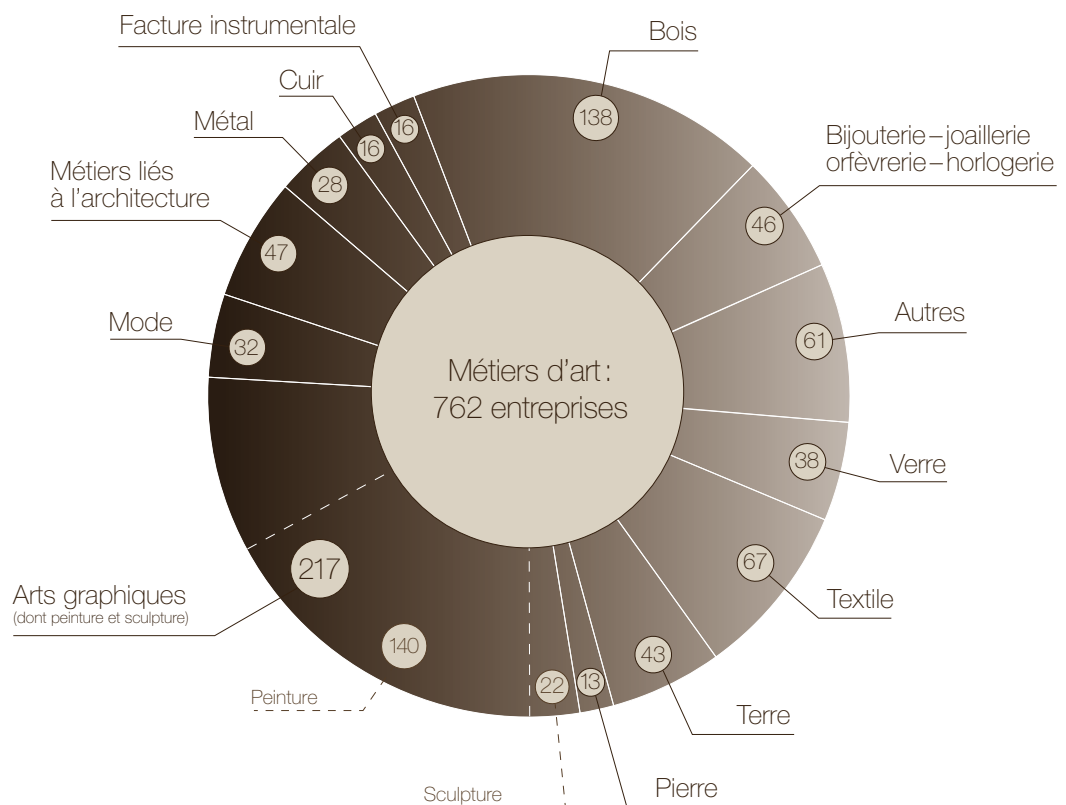 Facture instrumentale
16
Bois
138
Cuir
16
Métal
28
Bijouterie – joaillerie
orfèvrerie – horlogerie
46
Métiers liés
à l'architecture
47
Autres
61
Mode
32
Métiers d'art :
762 entreprises
Verre
38
Textile
67
Arts graphiques
(dont peinture et sculpture)
217
Peinture
140
Sculpture
22
Pierre
13
Terre
43